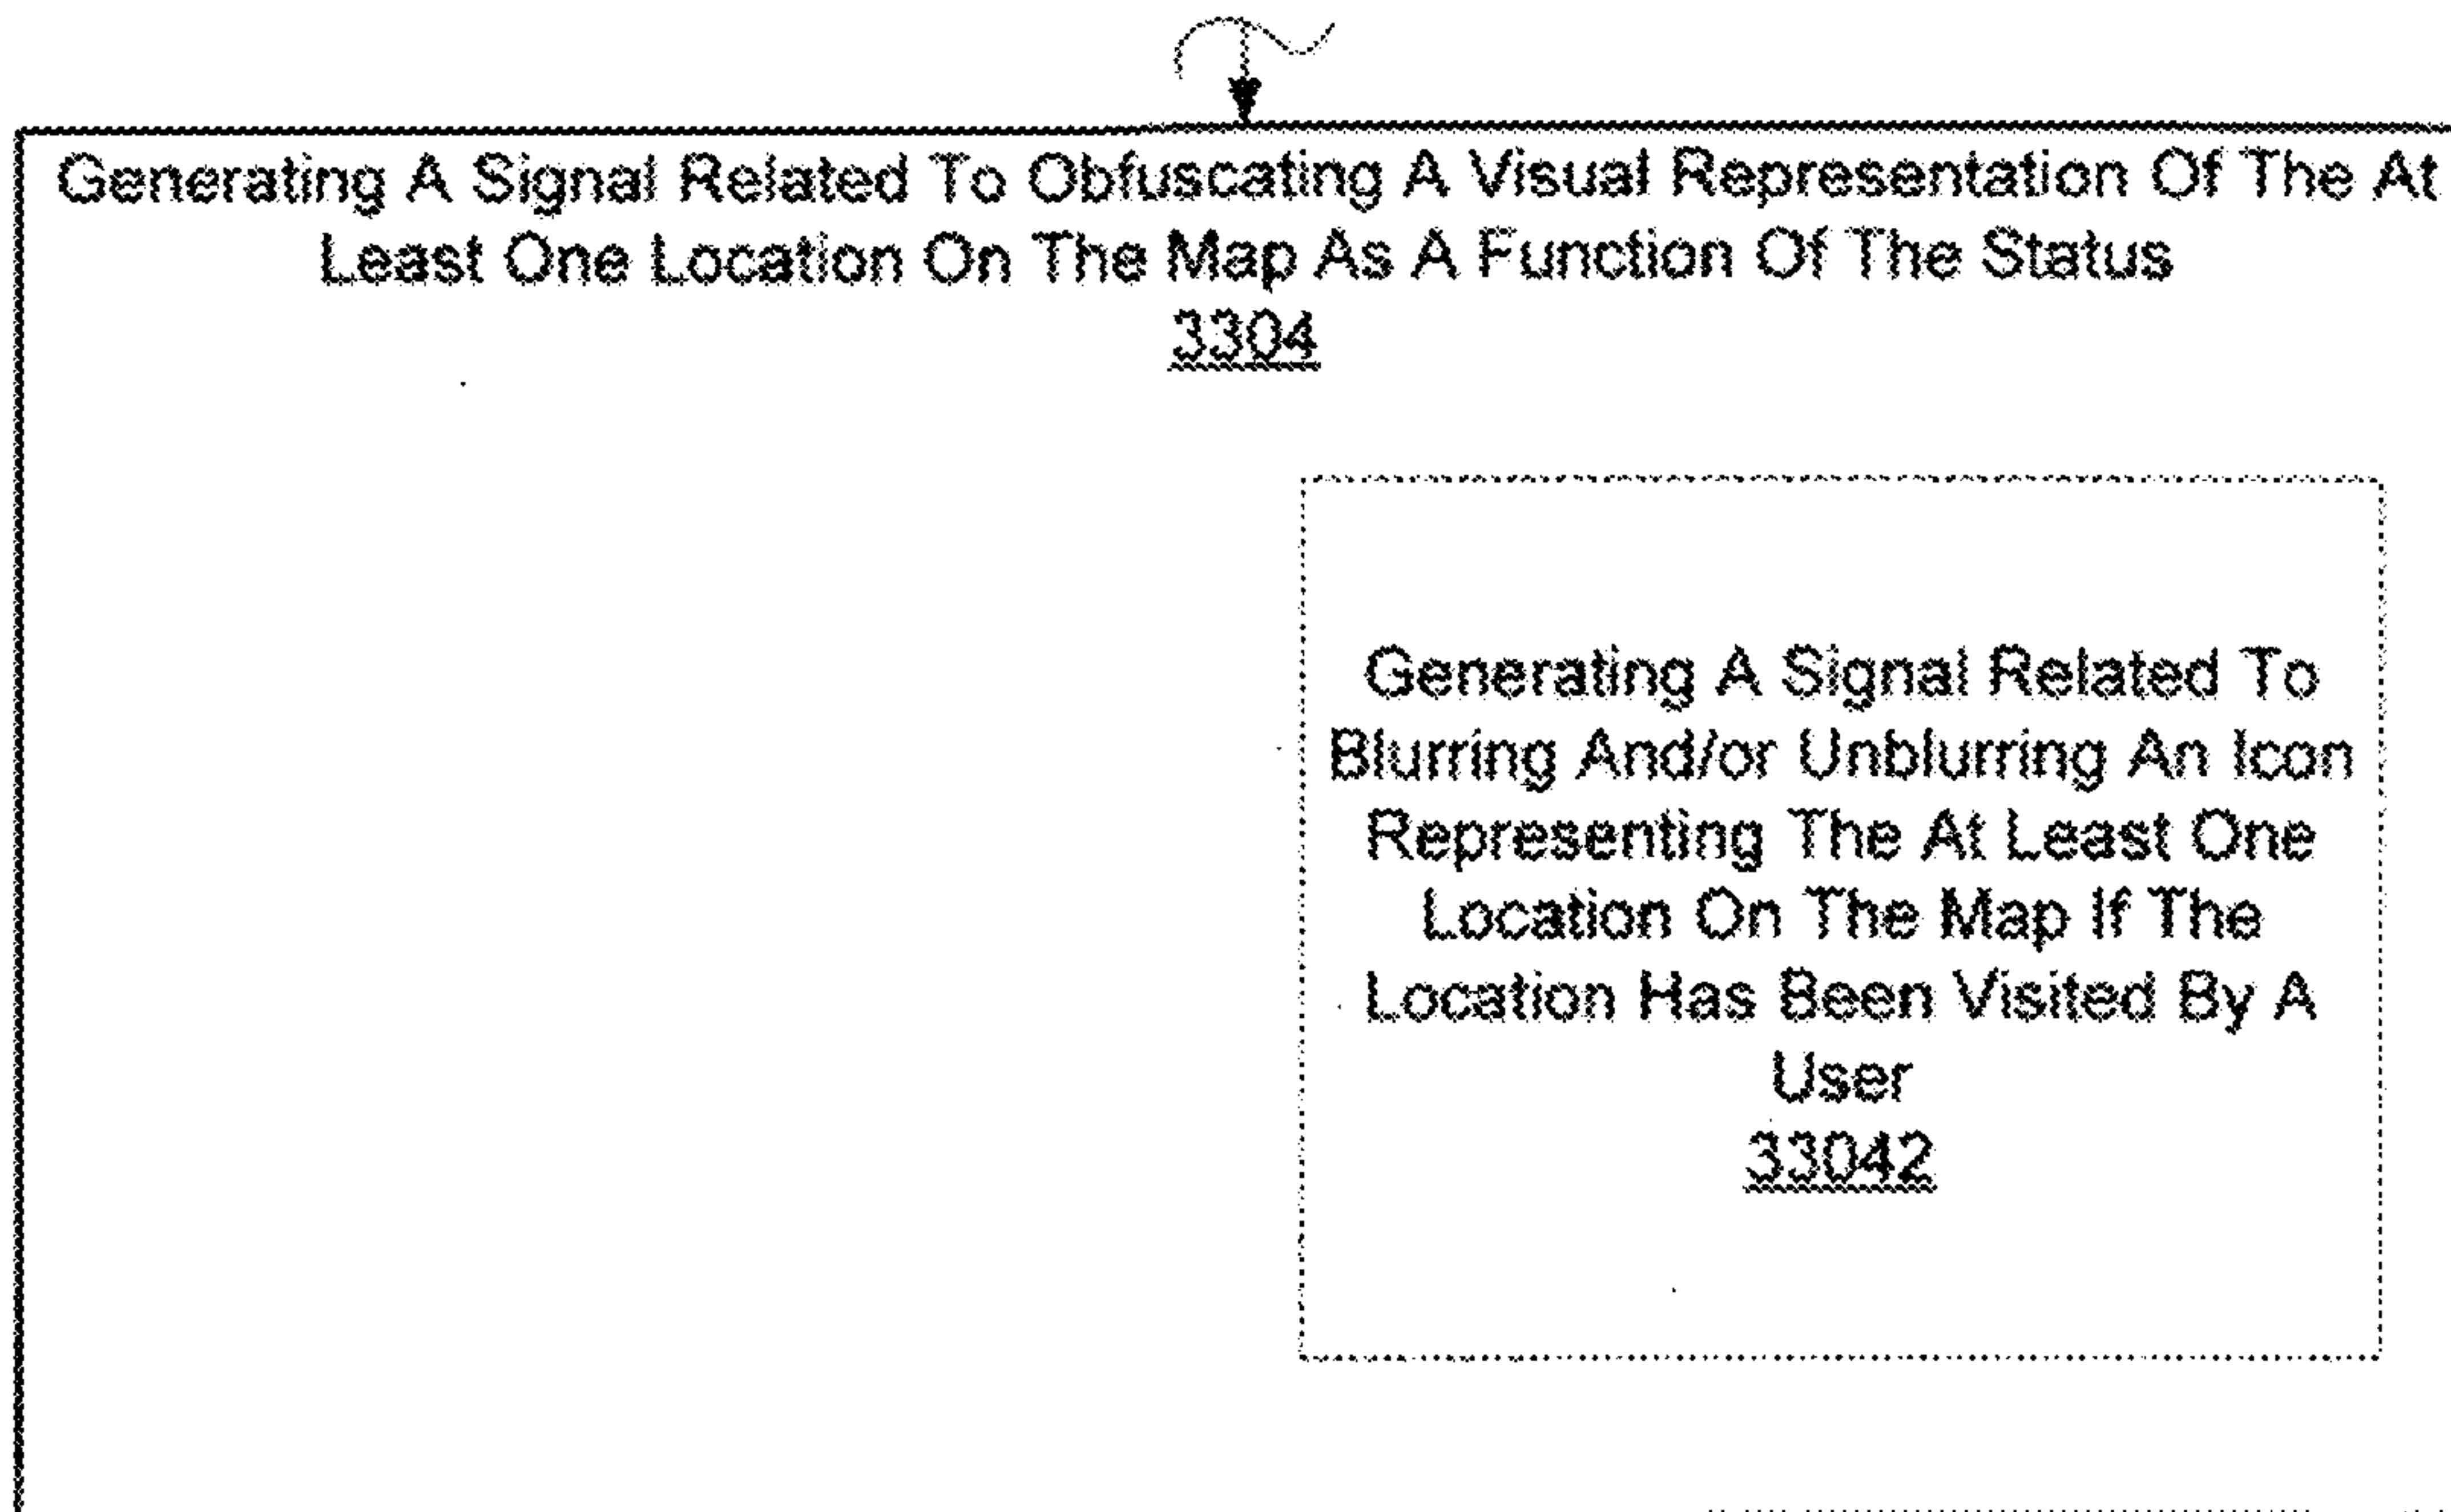 Generating A Signal Related To Obfuscating A Visual Representation Of The At
Least One Location On The Map As A Function Of The Status
3304
Generating A Signal Related To
Blurring And/or Unblurring An Icon
Representing The At Least One
Location On The Map If The
Location Has Been Visited By A
User
33042